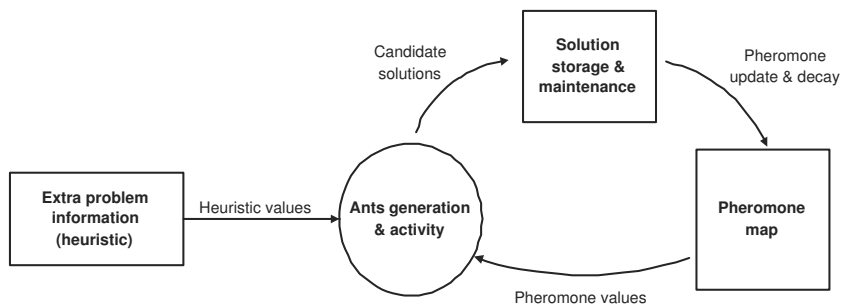 Candidate
solutions
Solution
storage &
maintenance
Pheromone
update & decay
Extra problem
information
(heuristic)
Heuristic values
Ants generation
& activity
Pheromone
map
Pheromone values